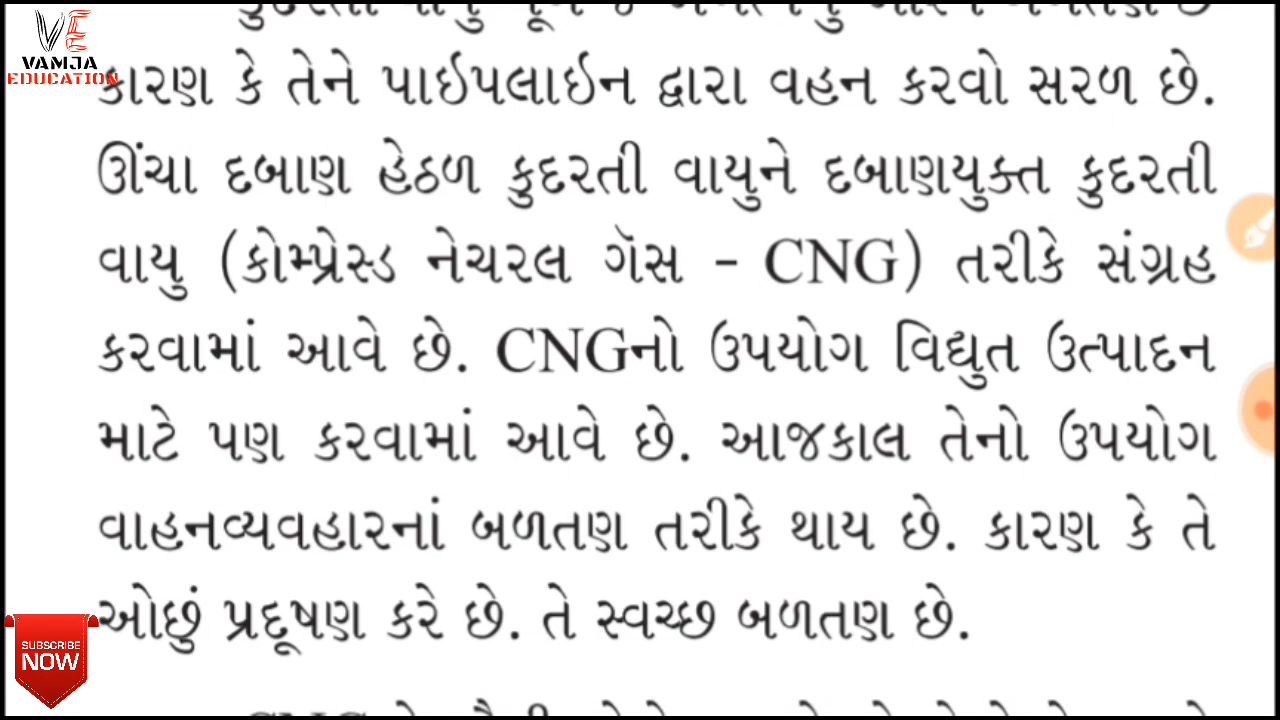 VE
VAMJA
EDUCATION
કારણ કે તેને પાઇપલાઇન દ્વારા વહન કરવો સરળ છે.
ઊંચા દબાણ હેઠળ કુદરતી વાયુને દબાણયુક્ત કુદરતી
વાયુ (કોમ્પ્રેસ્ડ નેચરલ ગૅસ - CNG) તરીકે સંગ્રહ
કરવામાં આવે છે. CNGનો ઉપયોગ વિદ્યુત ઉત્પાદન
માટે પણ કરવામાં આવે છે. આજકાલ તેનો ઉપયોગ
વાહનવ્યવહારનાં બળતણ તરીકે થાય છે. કારણ કે તે
ઓછું પ્રદૂષણ કરે છે. તે સ્વચ્છ બળતણ છે.
SUBSCRIBE
NOW